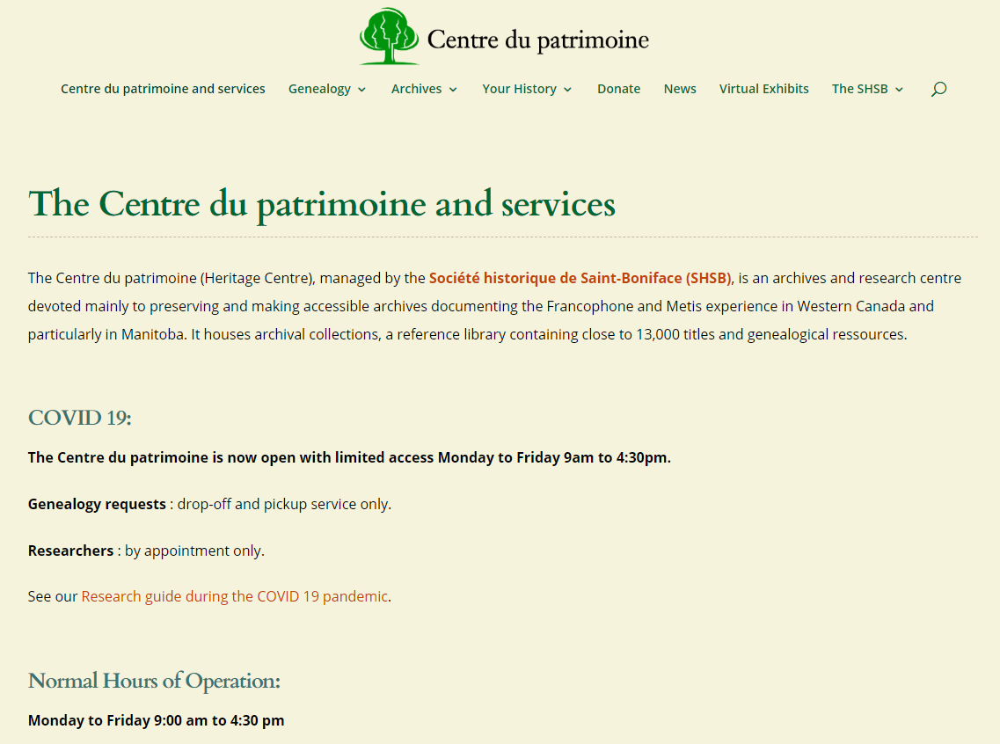 Centre du patrimoine
Centre du patrimoine and services Genealogy Archives Your History Donate News Virtual Exhibits The SHSB
The Centre du patrimoine and services
The Centre du patrimoine (Heritage Centre), managed by the Société historique de Saint-Boniface (SHSB), is an archives and research centre
devoted mainly to preserving and making accessible archives documenting the Francophone and Metis experience in Western Canada and
particularly in Manitoba. It houses archival collections, a reference library containing close to 13,000 titles and genealogical ressources.
COVID 19:
The Centre du patrimoine is now open with limited access Monday to Friday 9am to 4:30pm.
Genealogy requests : drop-off and pickup service only.
Researchers : by appointment only.
See our Research guide during the COVID 19 pandemic.
Normal Hours of Operation:
Monday to Friday 9:00 am to 4:30 pm